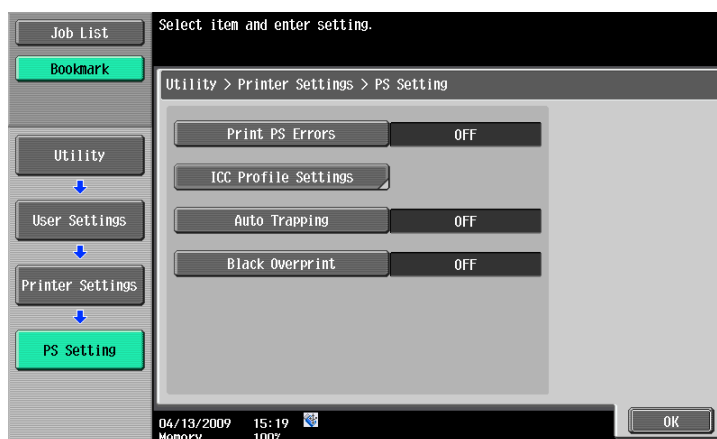 Job List
Bookmark
Select item and enter setting.
Utility > Printer Settings > PS Setting
Utility
User Settings
Printer Settings
PS Setting
Print PS Errors OFF
ICC Profile Settings
Auto Trapping OFF
Black Overprint OFF
04/13/2009 15:19
Memory 100%
OK